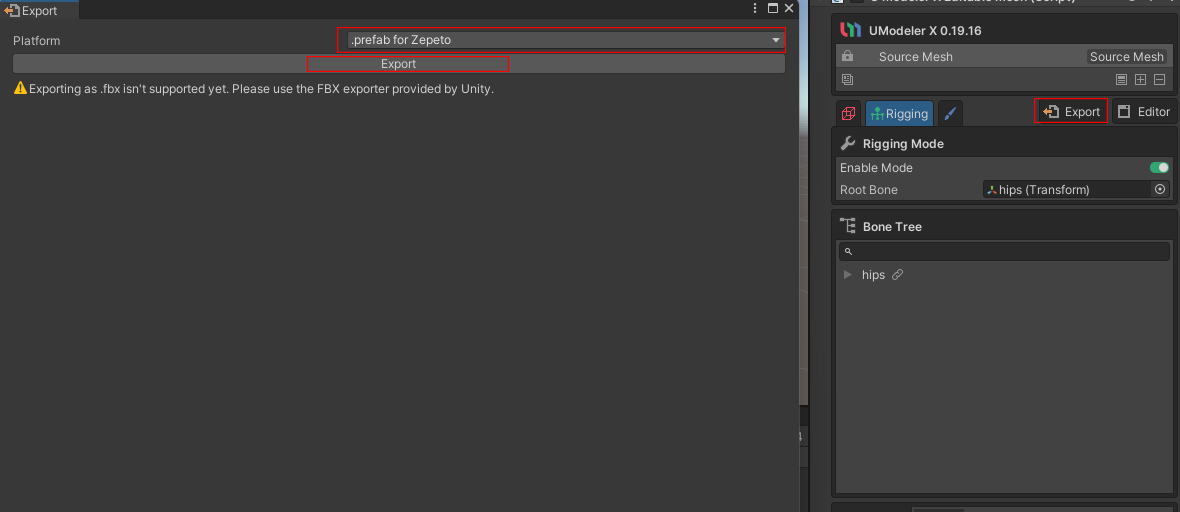 Export
Platform
.prefab for Zepeto
Export
Exporting as .fbx isn't supported yet. Please use the FBX exporter provided by Unity.
UModeler X 0.19.16
Source Mesh
Source Mesh
Rigging
Export
Editor
Rigging Mode
Enable Mode
Root Bone
hips (Transform)
Bone Tree
hips